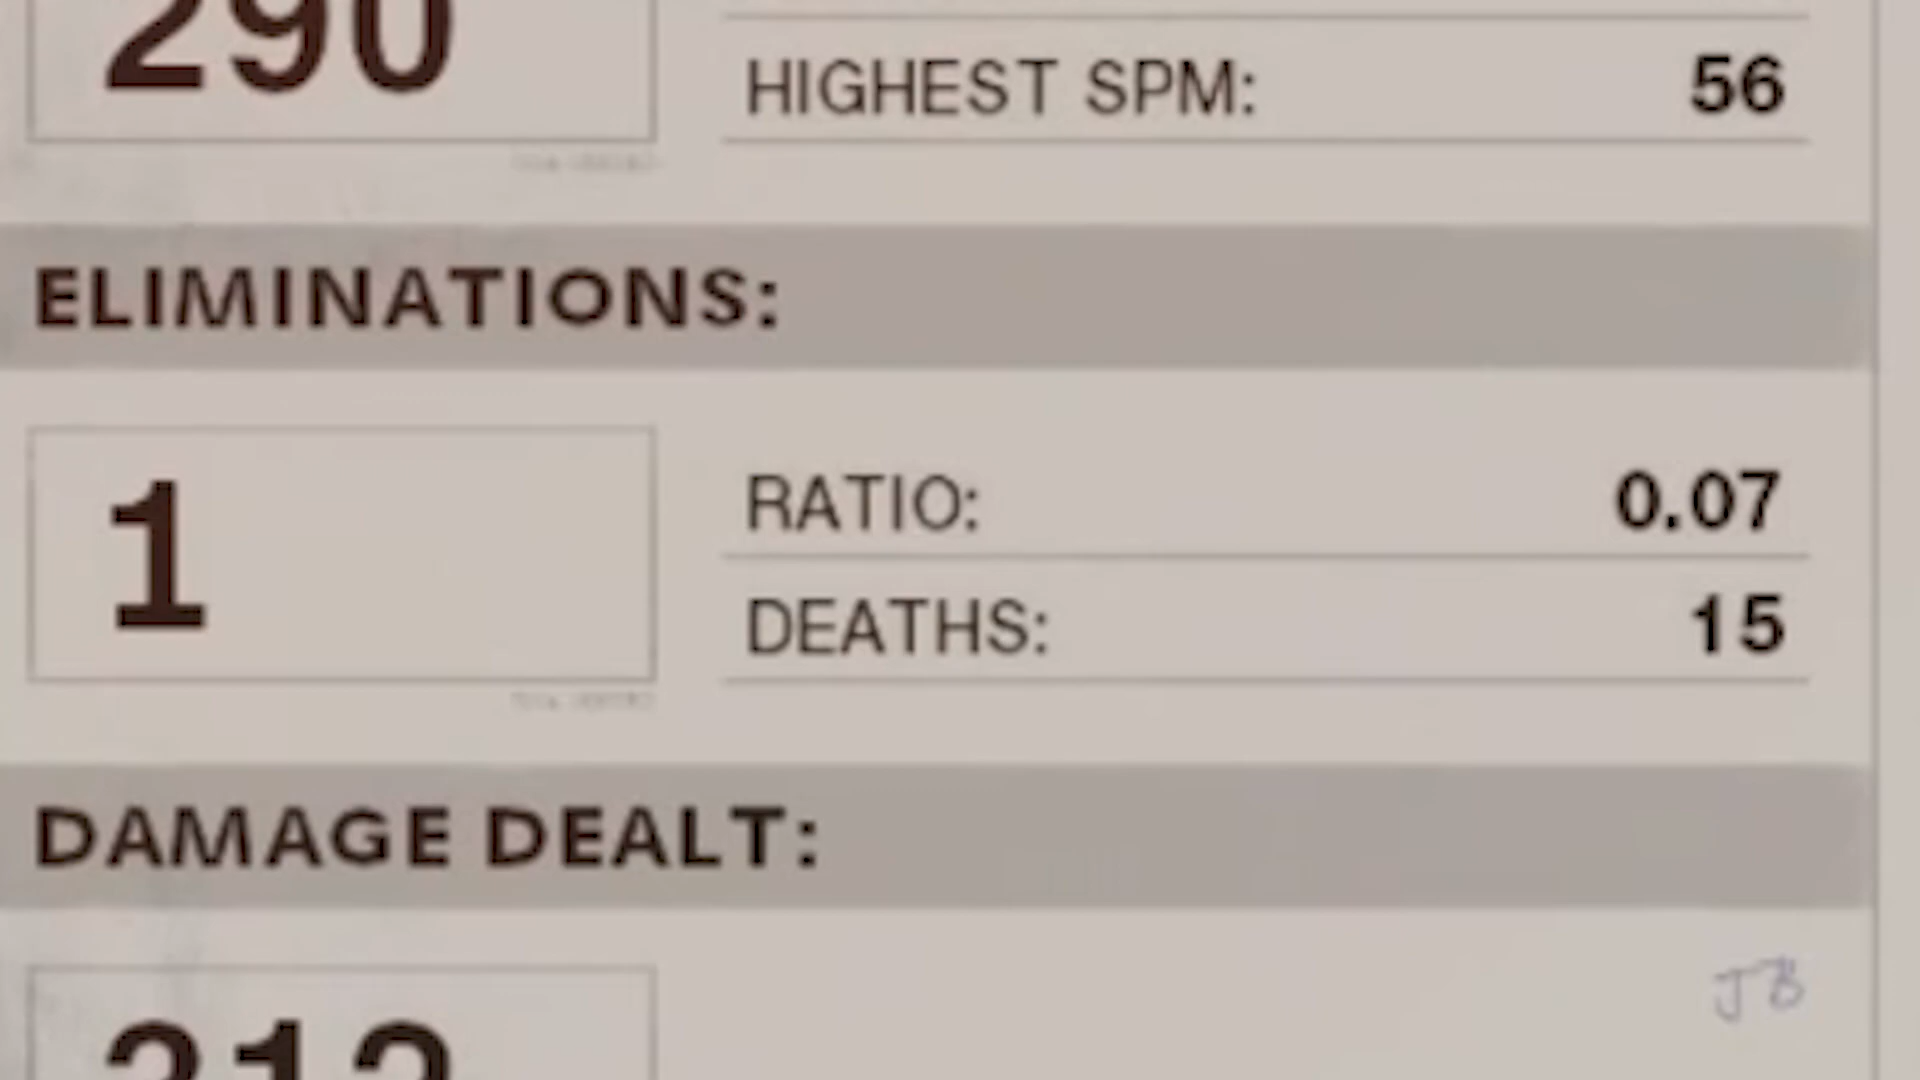 290
HIGHEST SPM: 56
ELIMINATIONS:
1
RATIO: 0.07
DEATHS: 15
DAMAGE DEALT:
JB